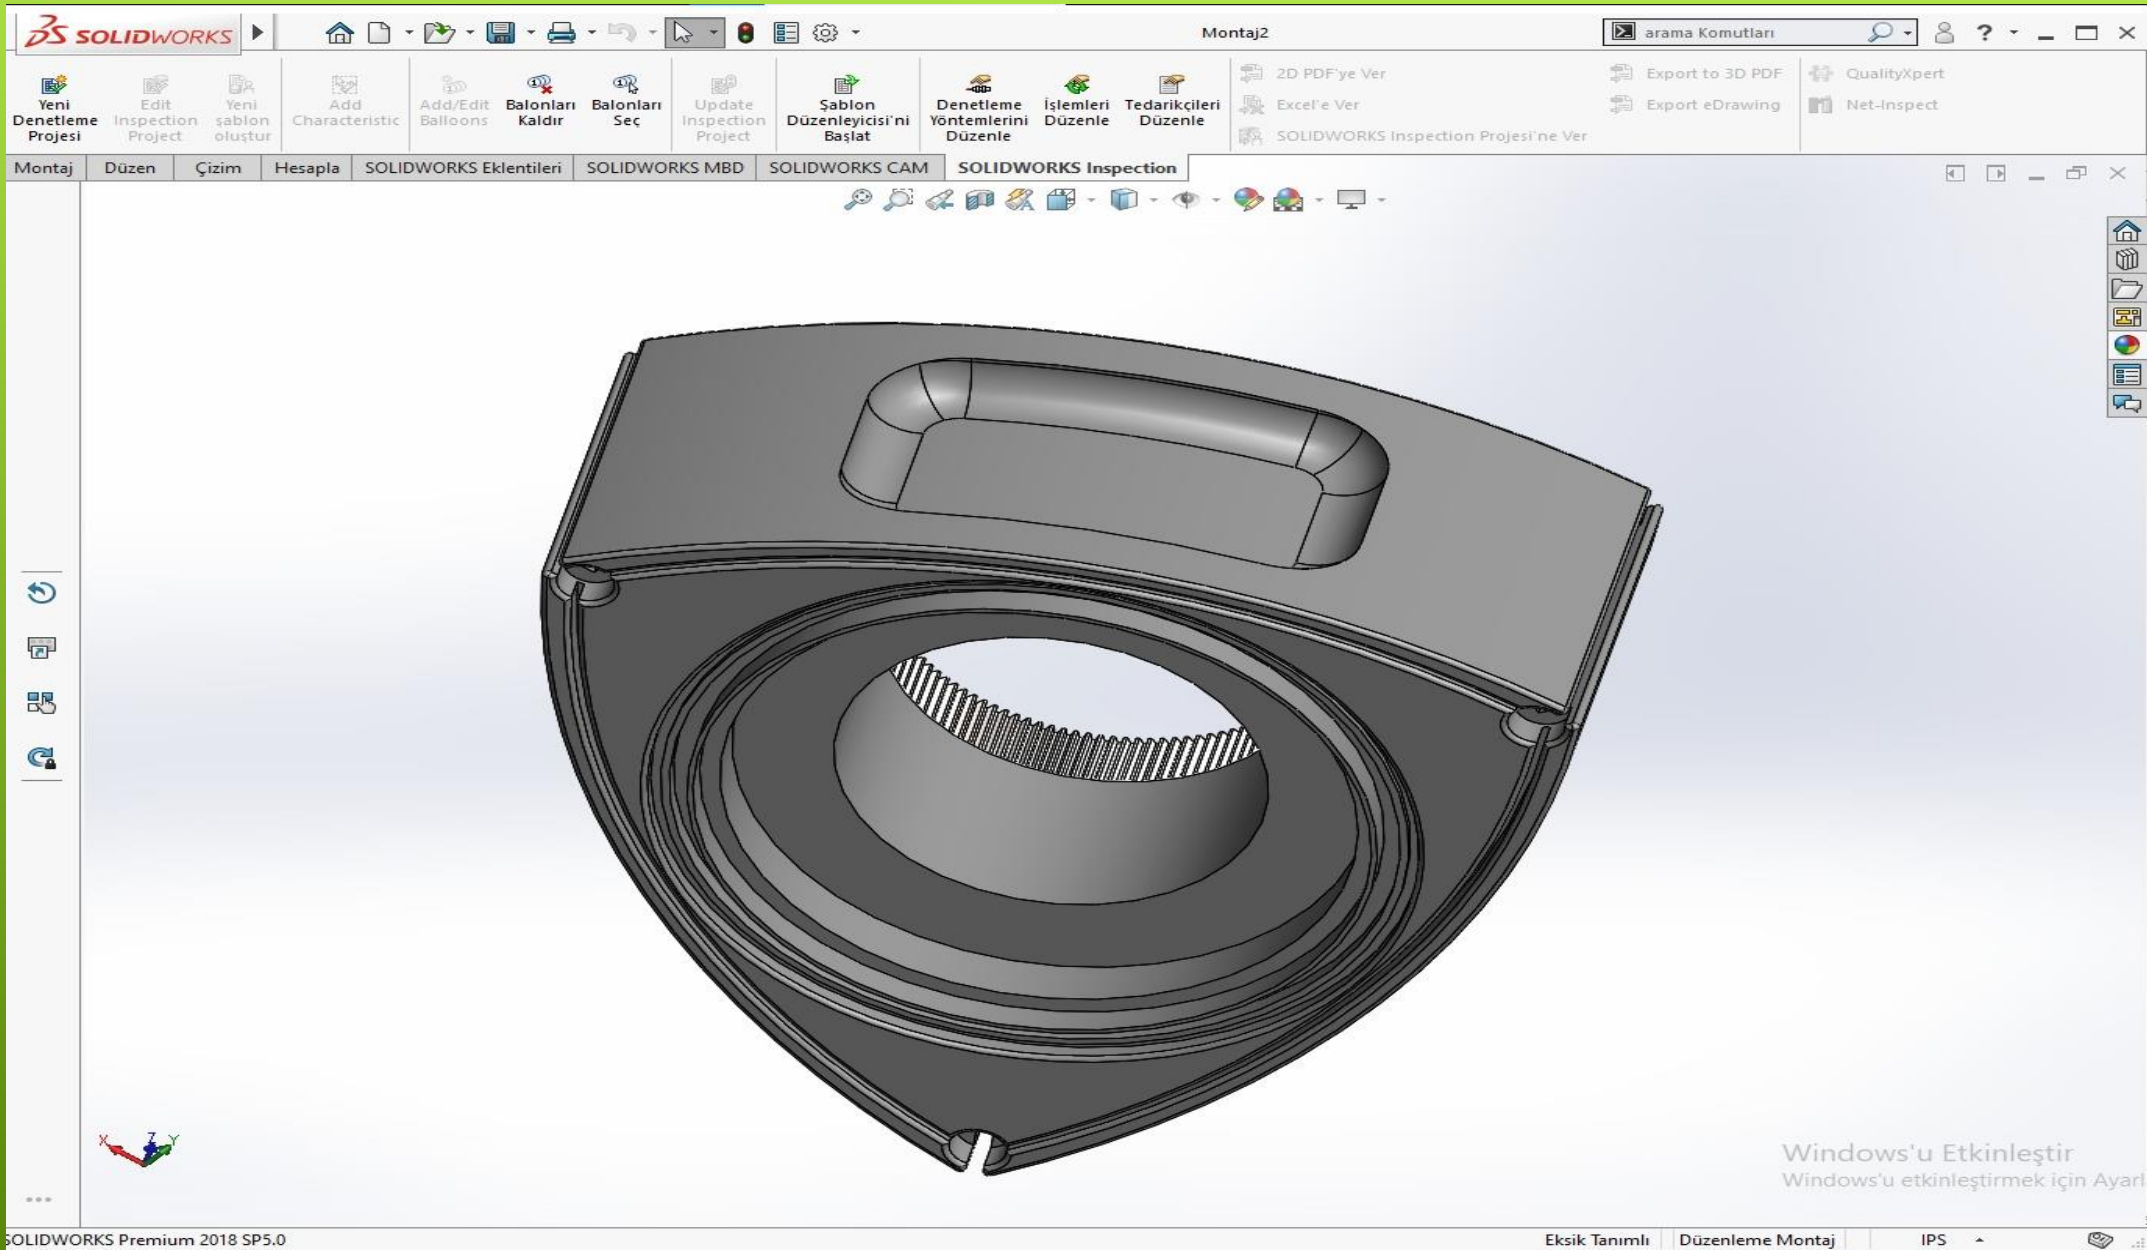 SOLIDWORKS
Montaj2
arama Komutları
Yeni Denetleme Projesi
Edit Inspection Project
Yeni şablon oluştur
Add Characteristic
Add/Edit Balloons
Balonları Kaldır
Balonları Seç
Update Inspection Project
Şablon Düzenleyicisi'ni Başlat
Denetleme Yöntemlerini Düzenle
İşlemleri Düzenle
Tedarikçileri Düzenle
2D PDF'ye Ver
Excel'e Ver
SOLIDWORKS Inspection Projesi'ne Ver
Export to 3D PDF
Export eDrawing
QualityXpert
Net-Inspect
Montaj
Düzen
Çizim
Hesapla
SOLIDWORKS Eklentileri
SOLIDWORKS MBD
SOLIDWORKS CAM
SOLIDWORKS Inspection
X
Z
Y
Windows'u Etkinleştir
Windows'u etkinleştirmek için Ayarl
SOLIDWORKS Premium 2018 SP5.0
Eksik Tanımlı
Düzenleme Montaj
IPS